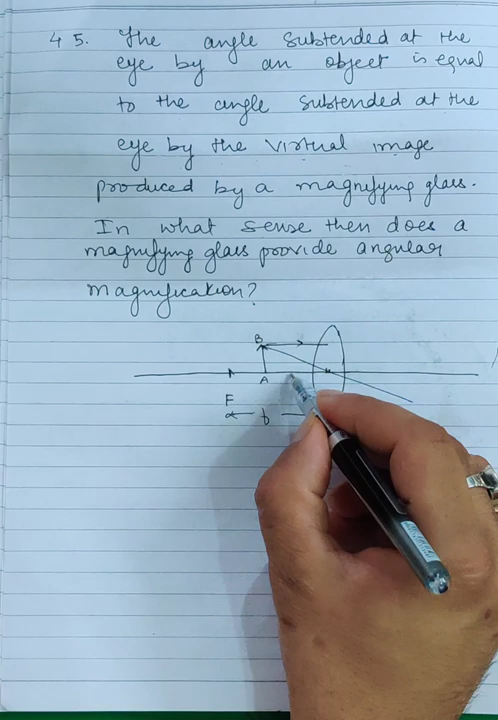 45. The angle subtended at the
eye by an object is equal
to the angle subtended at the
eye by the virtual image
produced by a magnifying glass.
In what sense then does a
magnifying glass provide angular
magnification?
B
A
F
f